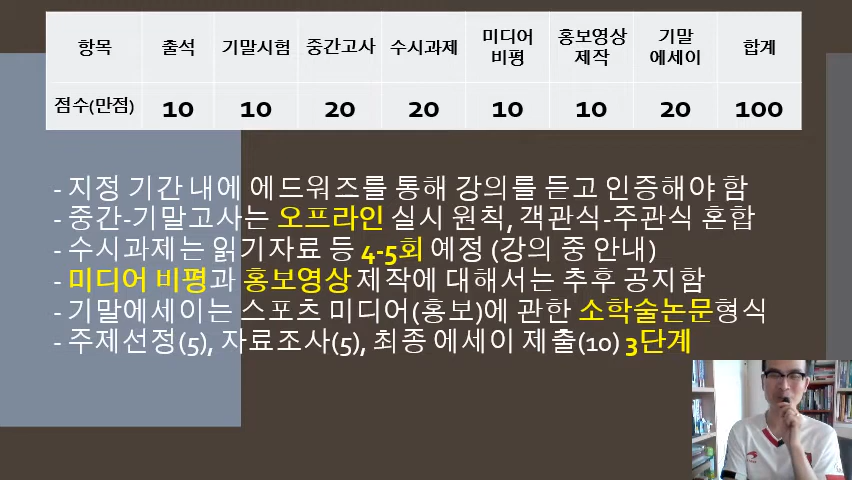 항목 출석 기말시험 중간고사 수시과제 미디어 비평 홍보영상 제작 기말 에세이 합계
점수(만점) 10 10 20 20 10 10 20 100
- 지정 기간 내에 에드워즈를 통해 강의를 듣고 인증해야 함
- 중간-기말고사는 오프라인 실시 원칙, 객관식-주관식 혼합
- 수시과제는 읽기자료 등 4-5회 예정 (강의 중 안내)
- 미디어 비평과 홍보영상 제작에 대해서는 추후 공지함
- 기말에세이는 스포츠 미디어(홍보)에 관한 소학술논문형식
- 주제선정(5), 자료조사(5), 최종 에세이 제출(10) 3단계